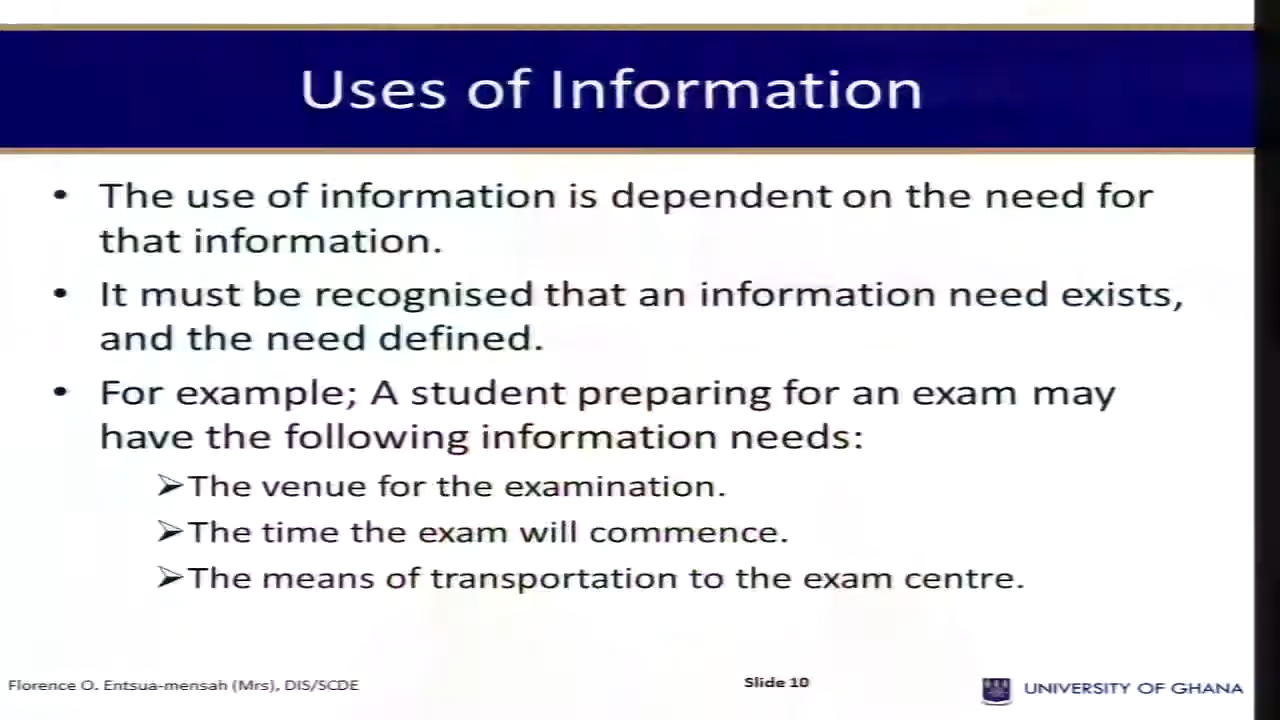 Uses of Information
• The use of information is dependent on the need for
that information.
• It must be recognised that an information need exists,
and the need defined.
• For example; A student preparing for an exam may
have the following information needs:
➢The venue for the examination.
➢The time the exam will commence.
➢The means of transportation to the exam centre.
Florence O. Entsua-mensah (Mrs), DIS/SCDE
Slide 10
UNIVERSITY OF GHANA